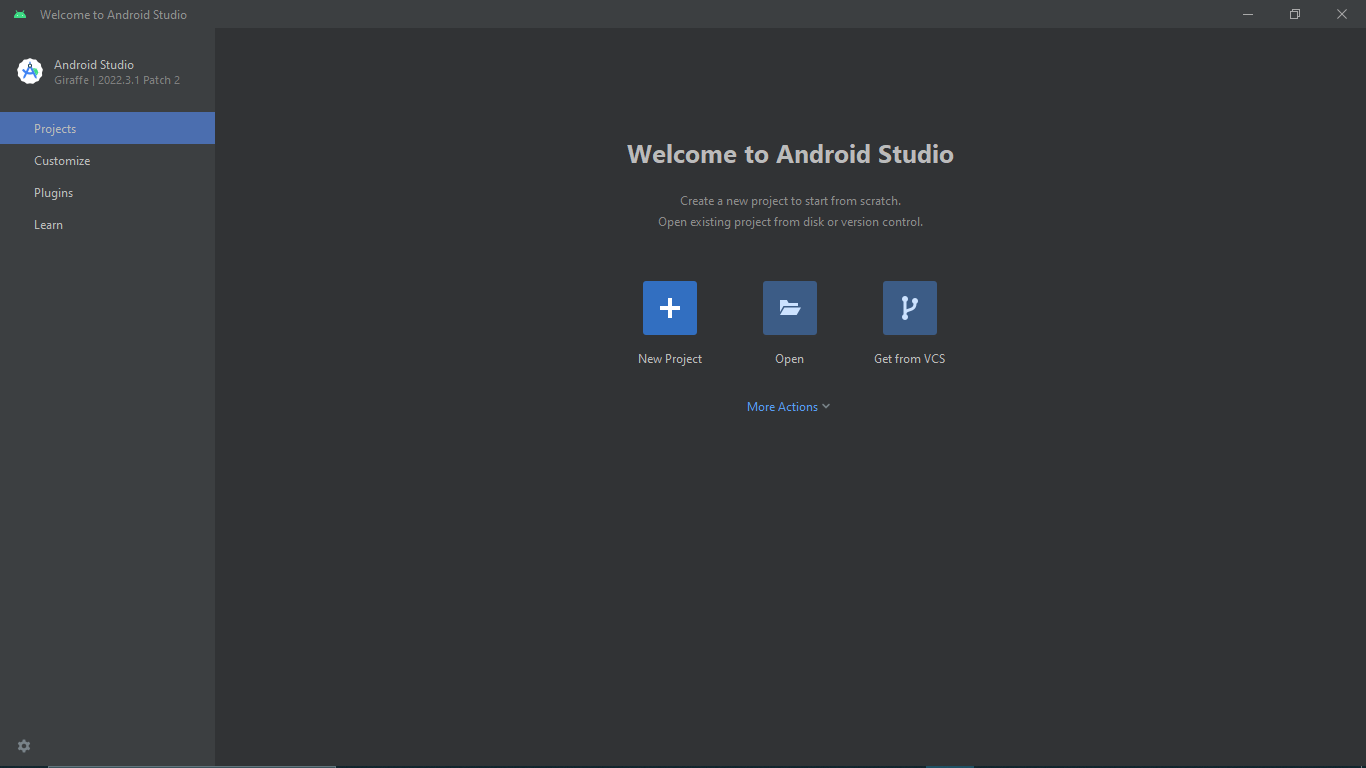 Welcome to Android Studio
Android Studio
Giraffe | 2022.3.1 Patch 2
Projects
Customize
Plugins
Learn
Welcome to Android Studio
Create a new project to start from scratch.
Open existing project from disk or version control.
New Project
Open
Get from VCS
More Actions